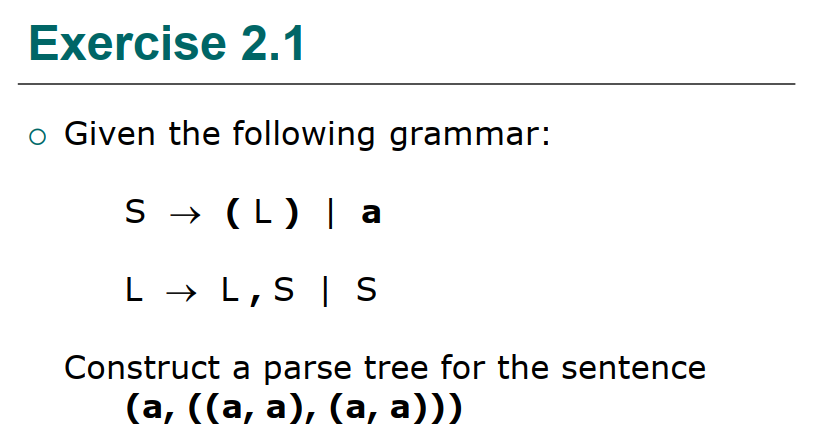 Exercise 2.1
○ Given the following grammar:
S → ( L ) | a
L → L , S | S
Construct a parse tree for the sentence
(a, ((a, a), (a, a)))